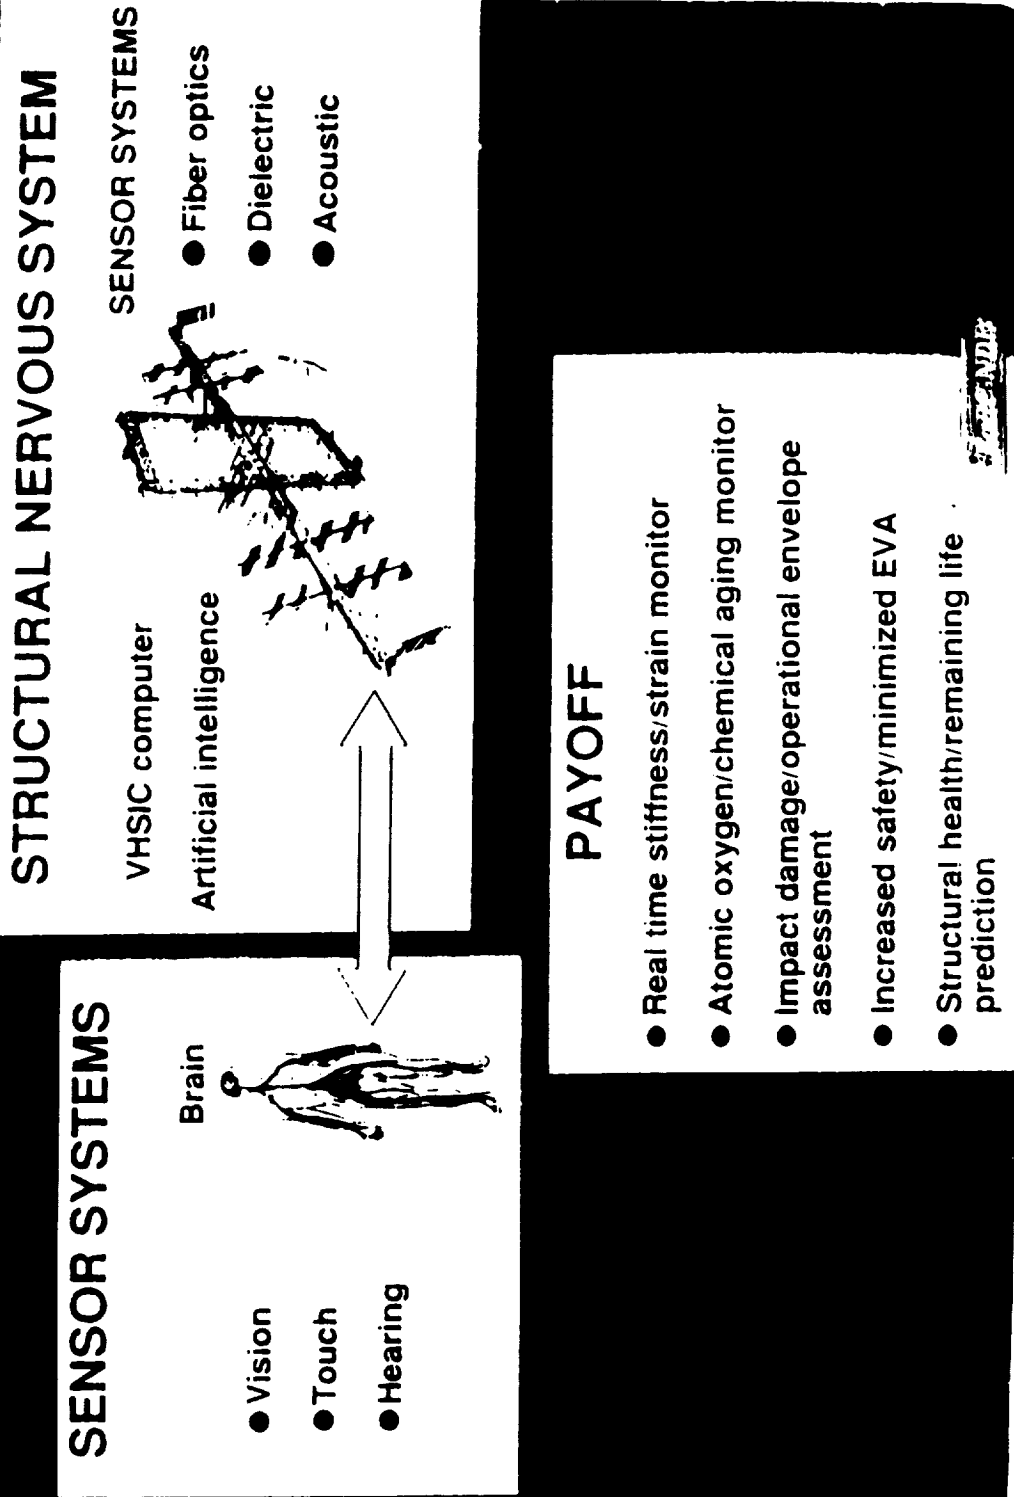 SENSOR SYSTEMS
Brain
● Vision
● Touch
● Hearing
STRUCTURAL NERVOUS SYSTEM
VHSIC computer
Artificial intelligence
SENSOR SYSTEMS
● Fiber optics
● Dielectric
● Acoustic
PAYOFF
● Real time stiffness/strain monitor
● Atomic oxygen/chemical aging monitor
● Impact damage/operational envelope
assessment
● Increased safety/minimized EVA
● Structural health/remaining life
prediction